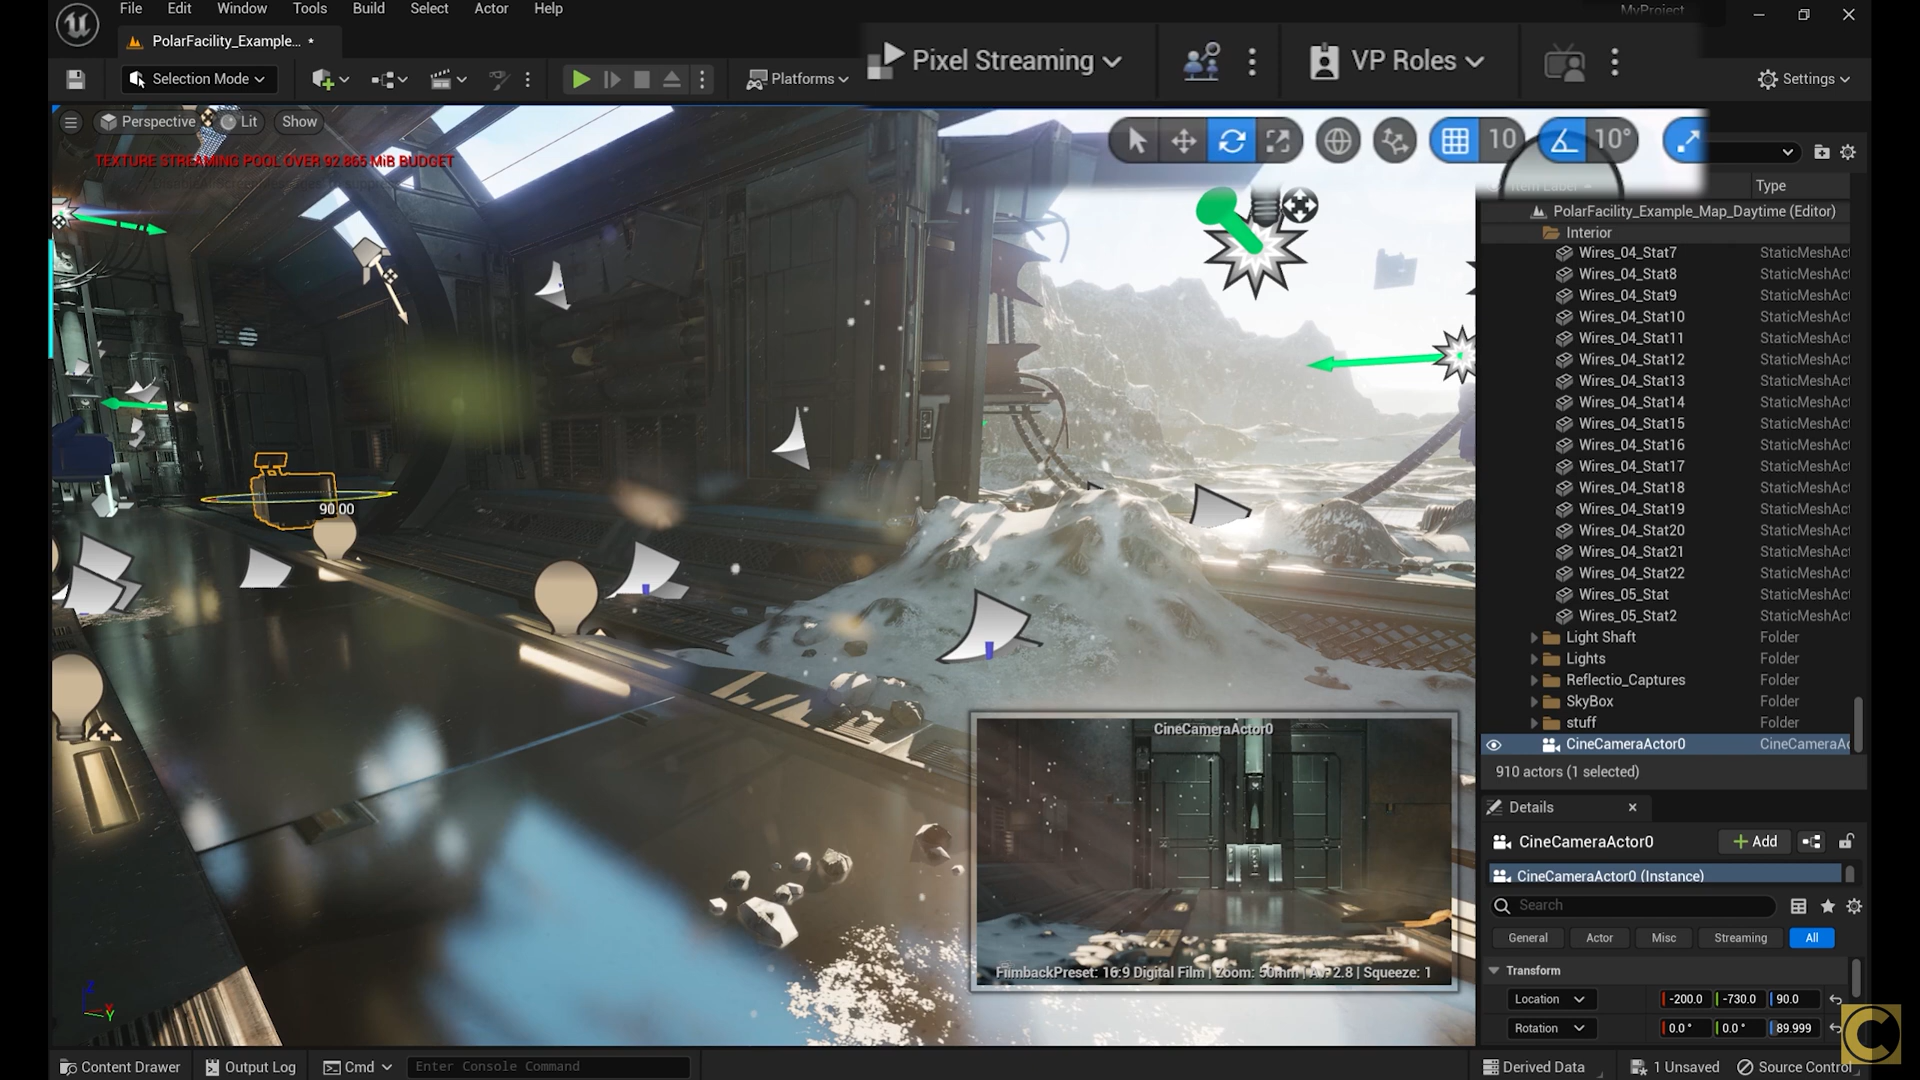 File Edit Window Tools Build Select Actor Help
MyProject
PolarFacility_Example... •
Selection Mode
Platforms
Pixel Streaming
VP Roles
Settings
Perspective Lit Show
10 10°
TEXTURE STREAMING POOL OVER 92.865 MiB BUDGET
Item Label Type
PolarFacility_Example_Map_Daytime (Editor)
Interior
Wires_04_Stat7 StaticMeshAct
Wires_04_Stat8 StaticMeshAct
Wires_04_Stat9 StaticMeshAct
Wires_04_Stat10 StaticMeshAct
Wires_04_Stat11 StaticMeshAct
Wires_04_Stat12 StaticMeshAct
Wires_04_Stat13 StaticMeshAct
Wires_04_Stat14 StaticMeshAct
Wires_04_Stat15 StaticMeshAct
Wires_04_Stat16 StaticMeshAct
Wires_04_Stat17 StaticMeshAct
Wires_04_Stat18 StaticMeshAct
Wires_04_Stat19 StaticMeshAct
Wires_04_Stat20 StaticMeshAct
Wires_04_Stat21 StaticMeshAct
Wires_04_Stat22 StaticMeshAct
Wires_05_Stat StaticMeshAct
Wires_05_Stat2 StaticMeshAct
Light Shaft Folder
Lights Folder
Reflectio_Captures Folder
SkyBox Folder
stuff Folder
CineCameraActor0 CineCameraAc
910 actors (1 selected)
90.00
CineCameraActor0
FilmbackPreset: 16:9 Digital Film | Zoom: 50mm | Av: 2.8 | Squeeze: 1
Details
CineCameraActor0
Add
CineCameraActor0 (Instance)
Search
General Actor Misc Streaming All
Transform
Location -200.0 -730.0 90.0
Rotation 0.0° 0.0° 89.999
Z
Y
Content Drawer Output Log Cmd Enter Console Command
Derived Data 1 Unsaved Source Control